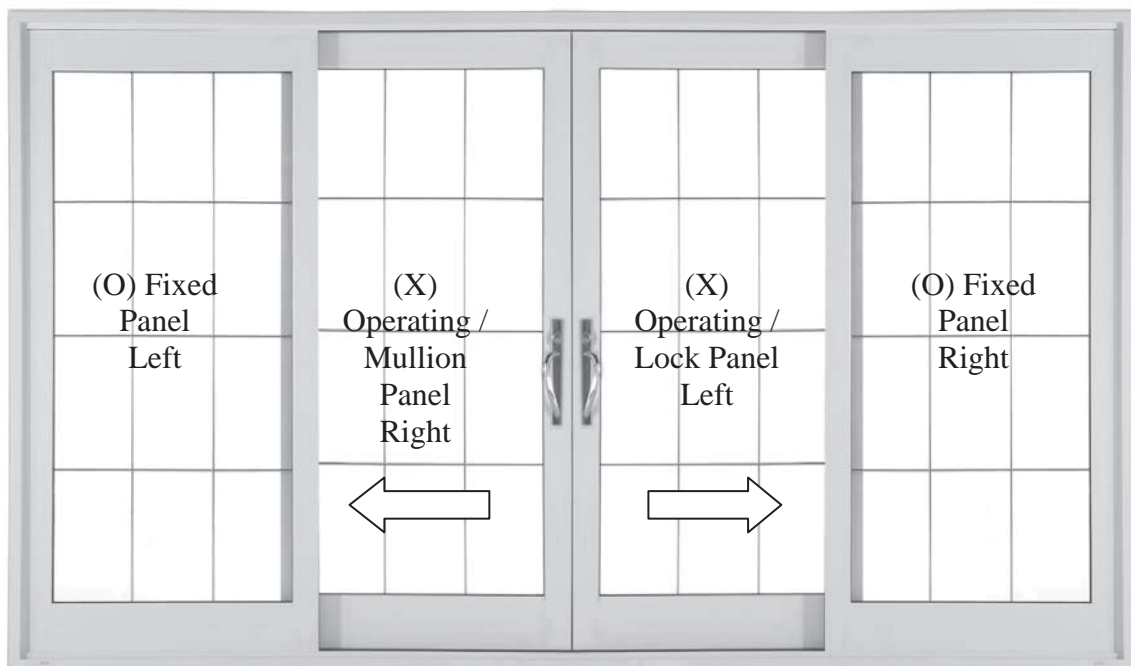 (O) Fixed
Panel
Left
(X)
Operating /
Mullion
Panel
Right
(X)
Operating /
Lock Panel
Left
(O) Fixed
Panel
Right